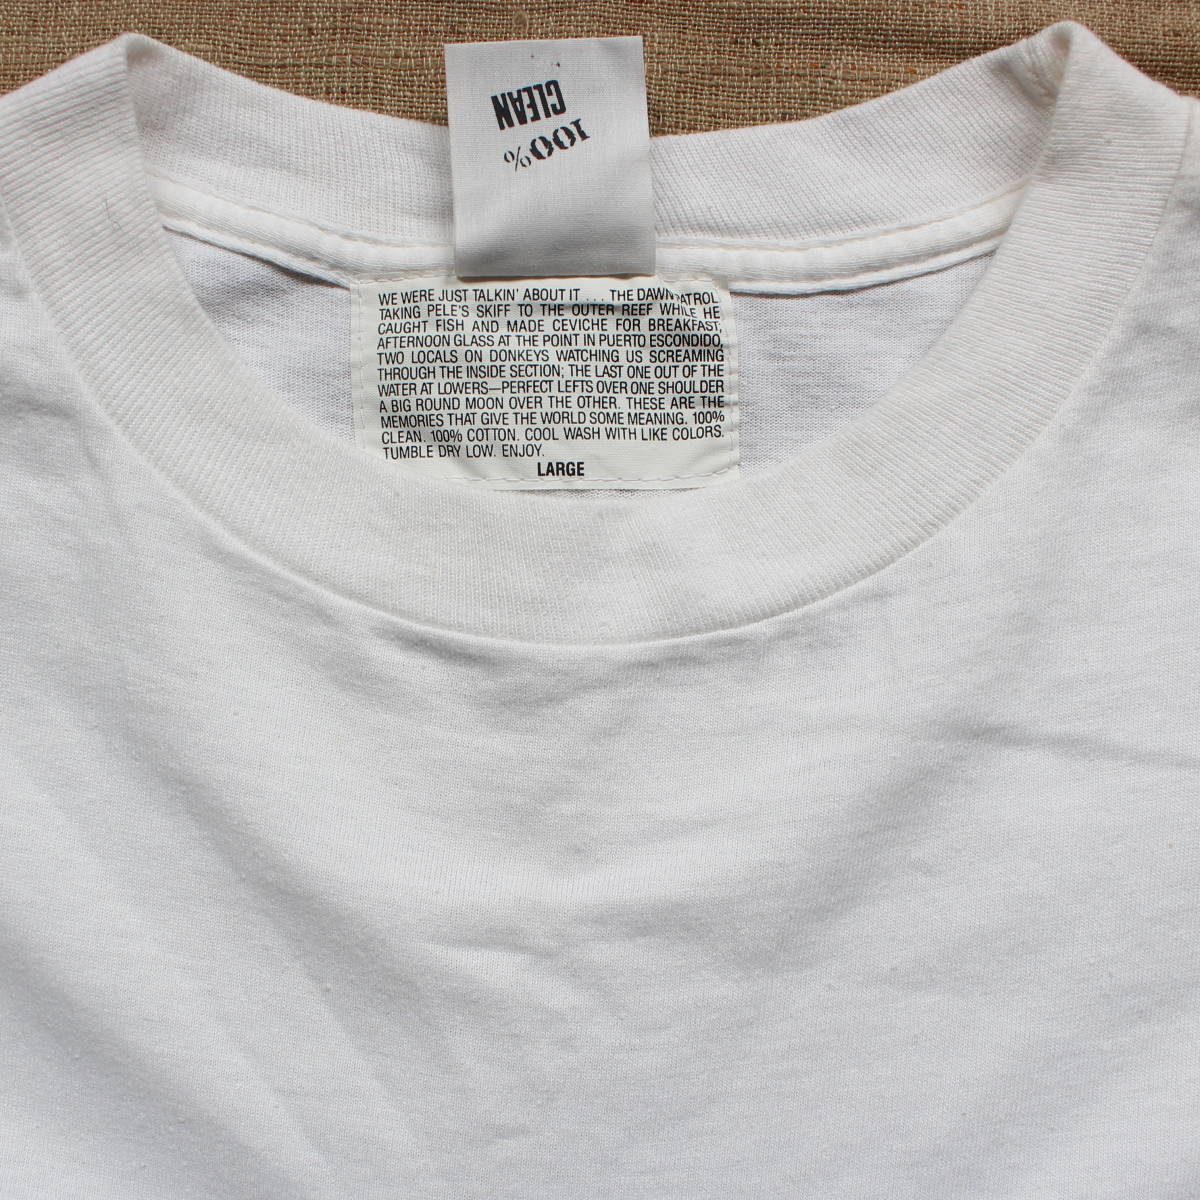 100%
CLEAN
WE WERE JUST TALKIN' ABOUT IT . . . THE DAWN PATROL
TAKING PELE'S SKIFF TO THE OUTER REEF WHILE HE
CAUGHT FISH AND MADE CEVICHE FOR BREAKFAST;
AFTERNOON GLASS AT THE POINT IN PUERTO ESCONDIDO,
TWO LOCALS ON DONKEYS WATCHING US SCREAMING
THROUGH THE INSIDE SECTION; THE LAST ONE OUT OF THE
WATER AT LOWERS—PERFECT LEFTS OVER ONE SHOULDER
A BIG ROUND MOON OVER THE OTHER. THESE ARE THE
MEMORIES THAT GIVE THE WORLD SOME MEANING. 100%
CLEAN. 100% COTTON. COOL WASH WITH LIKE COLORS.
TUMBLE DRY LOW. ENJOY.
LARGE